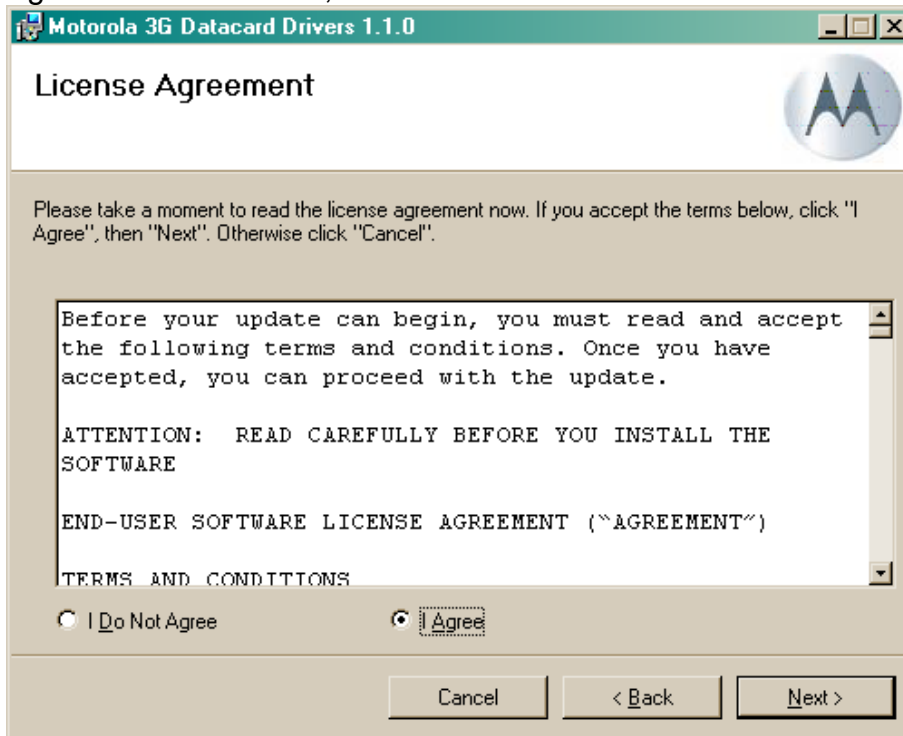 Motorola 3G Datacard Drivers 1.1.0
License Agreement
Please take a moment to read the license agreement now. If you accept the terms below, click "I
Agree", then "Next". Otherwise click "Cancel".
Before your update can begin, you must read and accept
the following terms and conditions. Once you have
accepted, you can proceed with the update.
ATTENTION:  READ CAREFULLY BEFORE YOU INSTALL THE
SOFTWARE
END-USER SOFTWARE LICENSE AGREEMENT (“AGREEMENT”)
TERMS AND CONDITIONS
I Do Not Agree
I Agree
Cancel
< Back
Next >